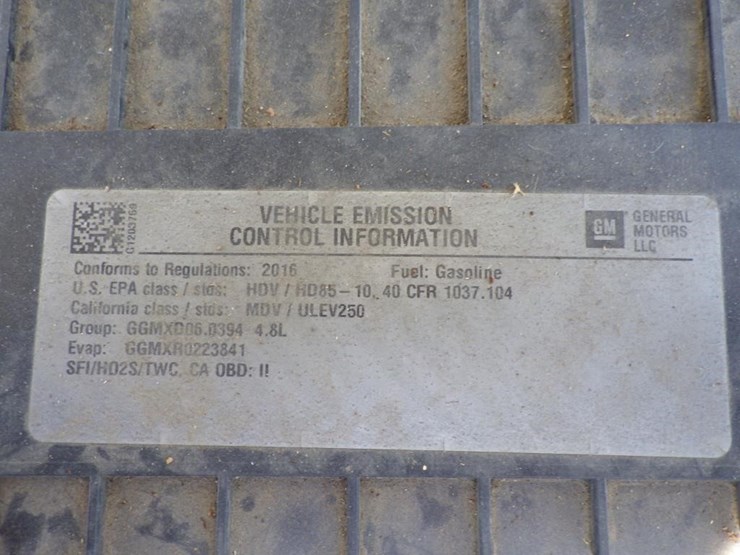 VEHICLE EMISSION
CONTROL INFORMATION
GM GENERAL
MOTORS
LLC
Conforms to Regulations: 2016 Fuel: Gasoline
U.S. EPA class / stds: HDV / HD85-10, 40 CFR 1037.104
California class / stds: MDV / ULEV250
Group: GGMXD06.0394 4.8L
Evap: GGMXR0223841
SFI/HO2S/TWC, CA OBD: II